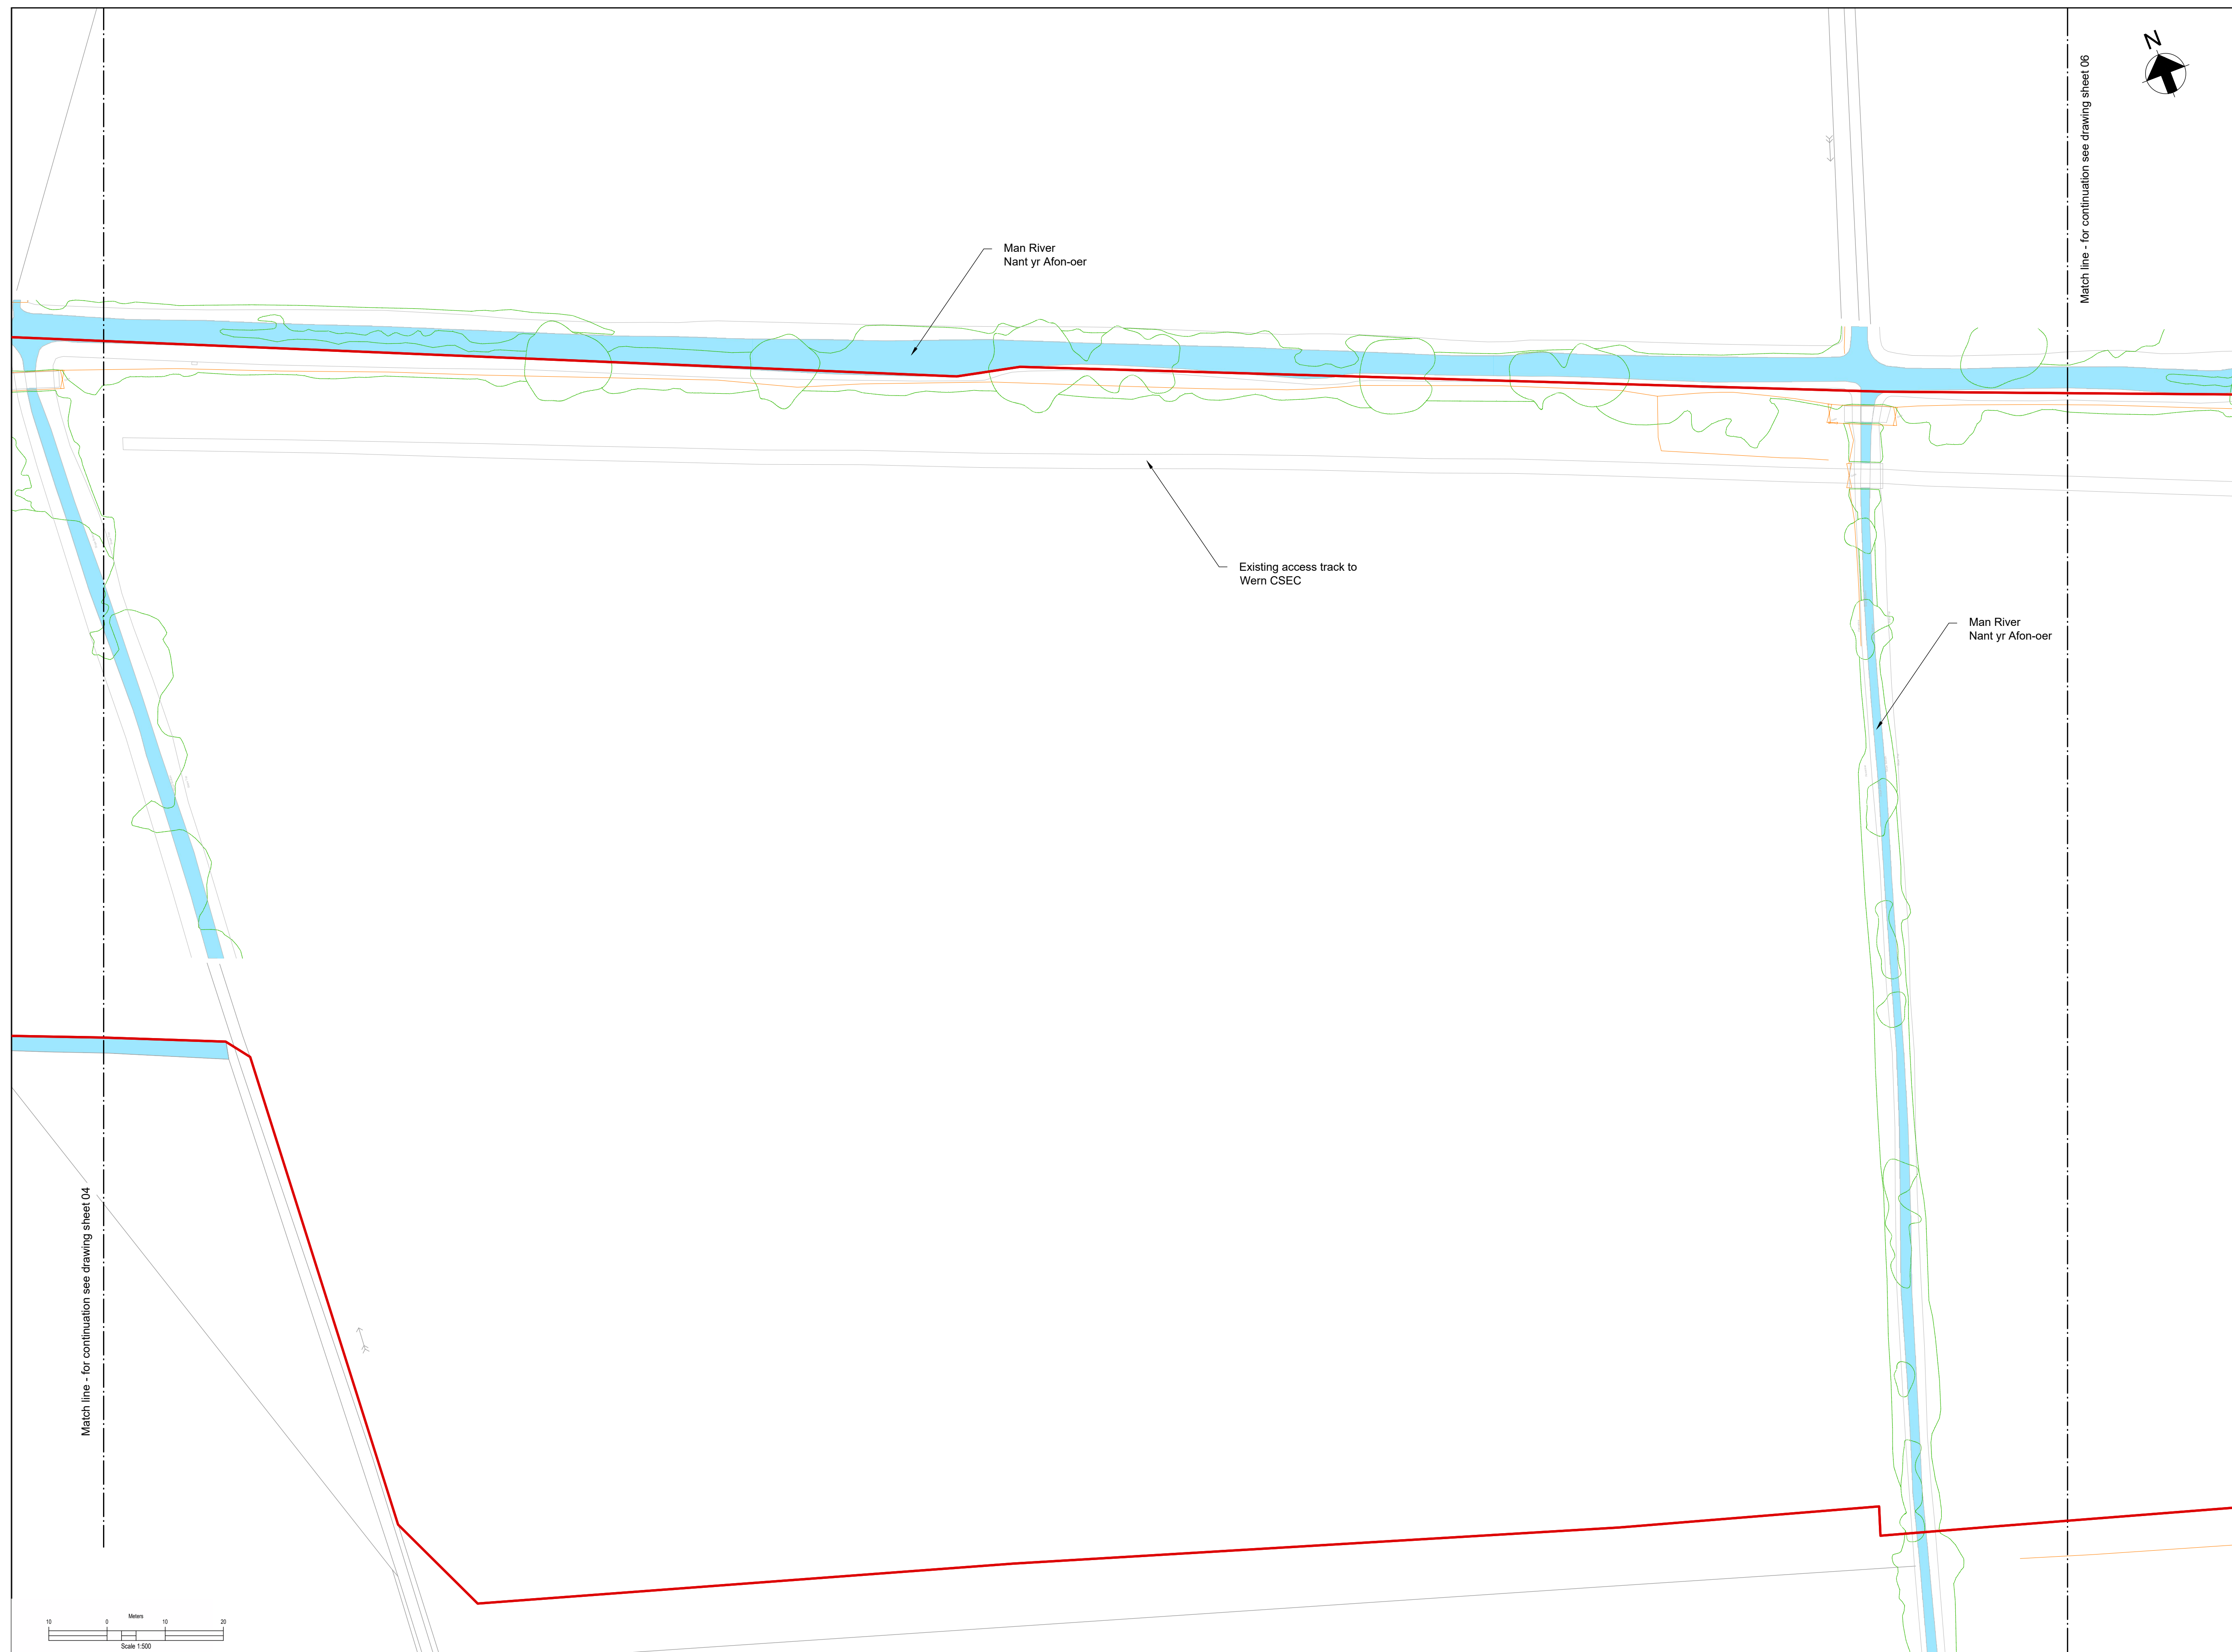 N
Match line - for continuation see drawing sheet 06
Man River
Nant yr Afon-oer
Existing access track to
Wern CSEC
Man River
Nant yr Afon-oer
Match line - for continuation see drawing sheet 04
Meters
10 0 10 20
Scale 1:500